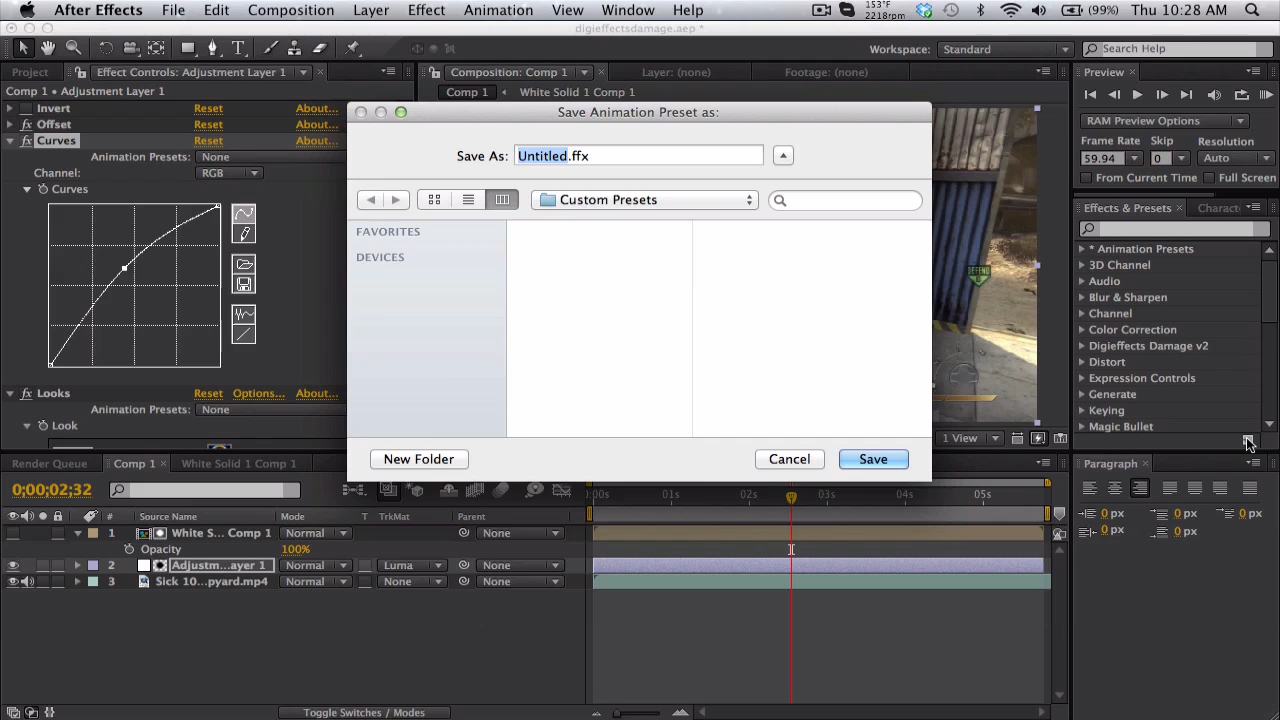 After Effects File Edit Composition Layer Effect Animation View Window Help 153°F 2218rpm (99%) Thu 10:28 AM
digieffectsdamage.aep *
Workspace: Standard Search Help
Project Effect Controls: Adjustment Layer 1 Composition: Comp 1 Layer: (none) Footage: (none) Preview
Comp 1 • Adjustment Layer 1 Comp 1 White Solid 1 Comp 1
Invert Reset About...
fx Offset Reset About...
fx Curves Reset About...
Animation Presets: None
Channel: RGB
Curves
fx Looks Reset Options... About...
Animation Presets: None
Look
Save Animation Preset as:
Save As: Untitled.ffx
Custom Presets
FAVORITES
DEVICES
New Folder Cancel Save
DEFEND
RAM Preview Options
Frame Rate Skip Resolution
59.94 0 Auto
From Current Time Full Screen
Effects & Presets Charact
* Animation Presets
3D Channel
Audio
Blur & Sharpen
Channel
Color Correction
Digieffects Damage v2
Distort
Expression Controls
Generate
Keying
Magic Bullet
1 View
Render Queue Comp 1 White Solid 1 Comp 1 Paragraph
0;00;02;32 :00s 01s 02s 03s 04s 05s
# Source Name Mode T TrkMat Parent
1 White S... Comp 1 Normal None
Opacity 100%
2 Adjustm...ayer 1 Normal Luma None
3 Sick 10...pyard.mp4 Normal None None
0 px 0 px 0 px
0 px 0 px
Toggle Switches / Modes